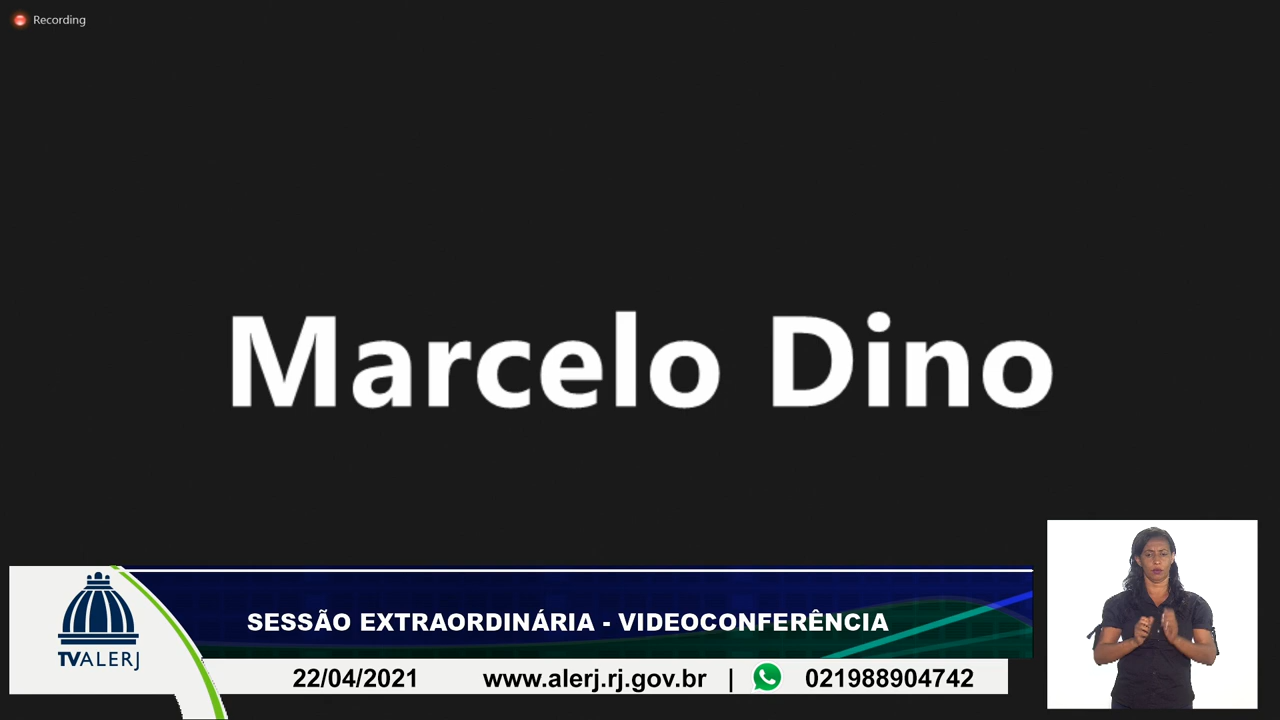 Recording
Marcelo Dino
SESSÃO EXTRAORDINÁRIA - VIDEOCONFERÊNCIA
TVALERJ
22/04/2021 www.alerj.rj.gov.br | 021988904742